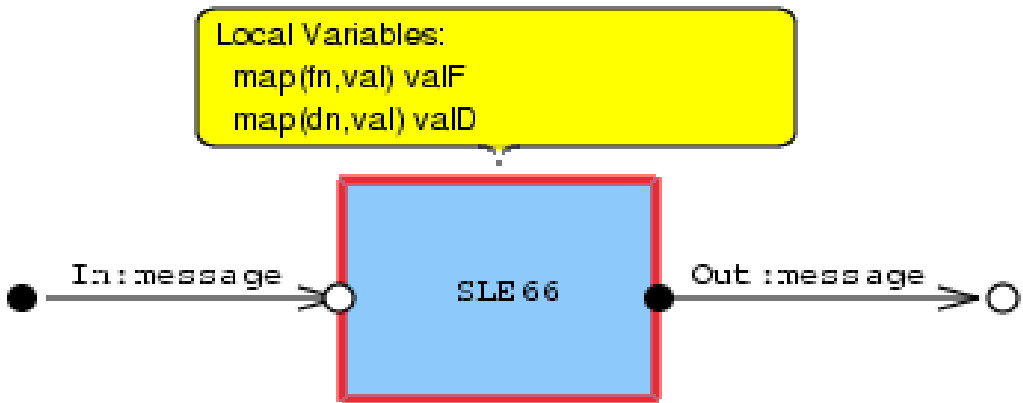 Local Variables:
map(fn,val) valF
map(dn,val) valD
In:message
SLE66
Out:message